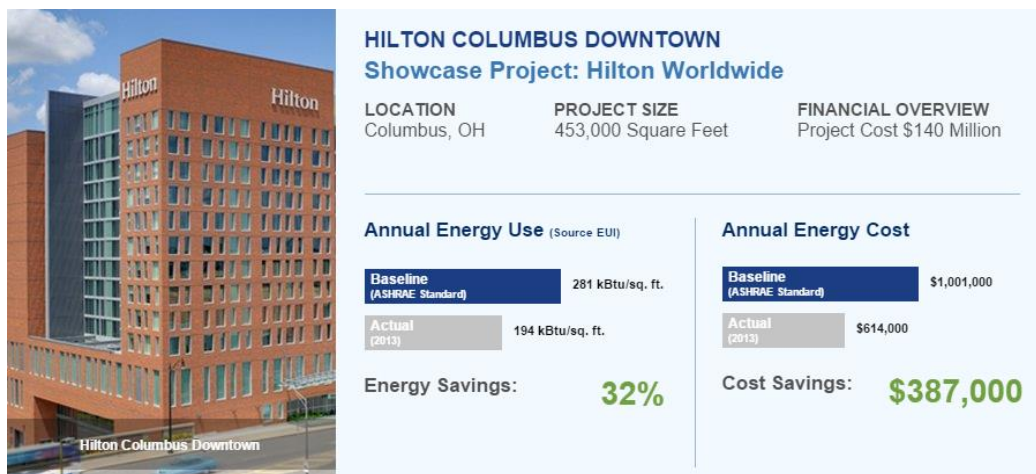 Hilton
Hilton
Hilton Columbus Downtown
HILTON COLUMBUS DOWNTOWN
Showcase Project: Hilton Worldwide
LOCATION
Columbus, OH
PROJECT SIZE
453,000 Square Feet
FINANCIAL OVERVIEW
Project Cost $140 Million
Annual Energy Use (Source EUI)
Baseline
(ASHRAE Standard)
281 kBtu/sq. ft.
Actual
(2013)
194 kBtu/sq. ft.
Energy Savings: 32%
Annual Energy Cost
Baseline
(ASHRAE Standard)
$1,001,000
Actual
(2013)
$614,000
Cost Savings: $387,000